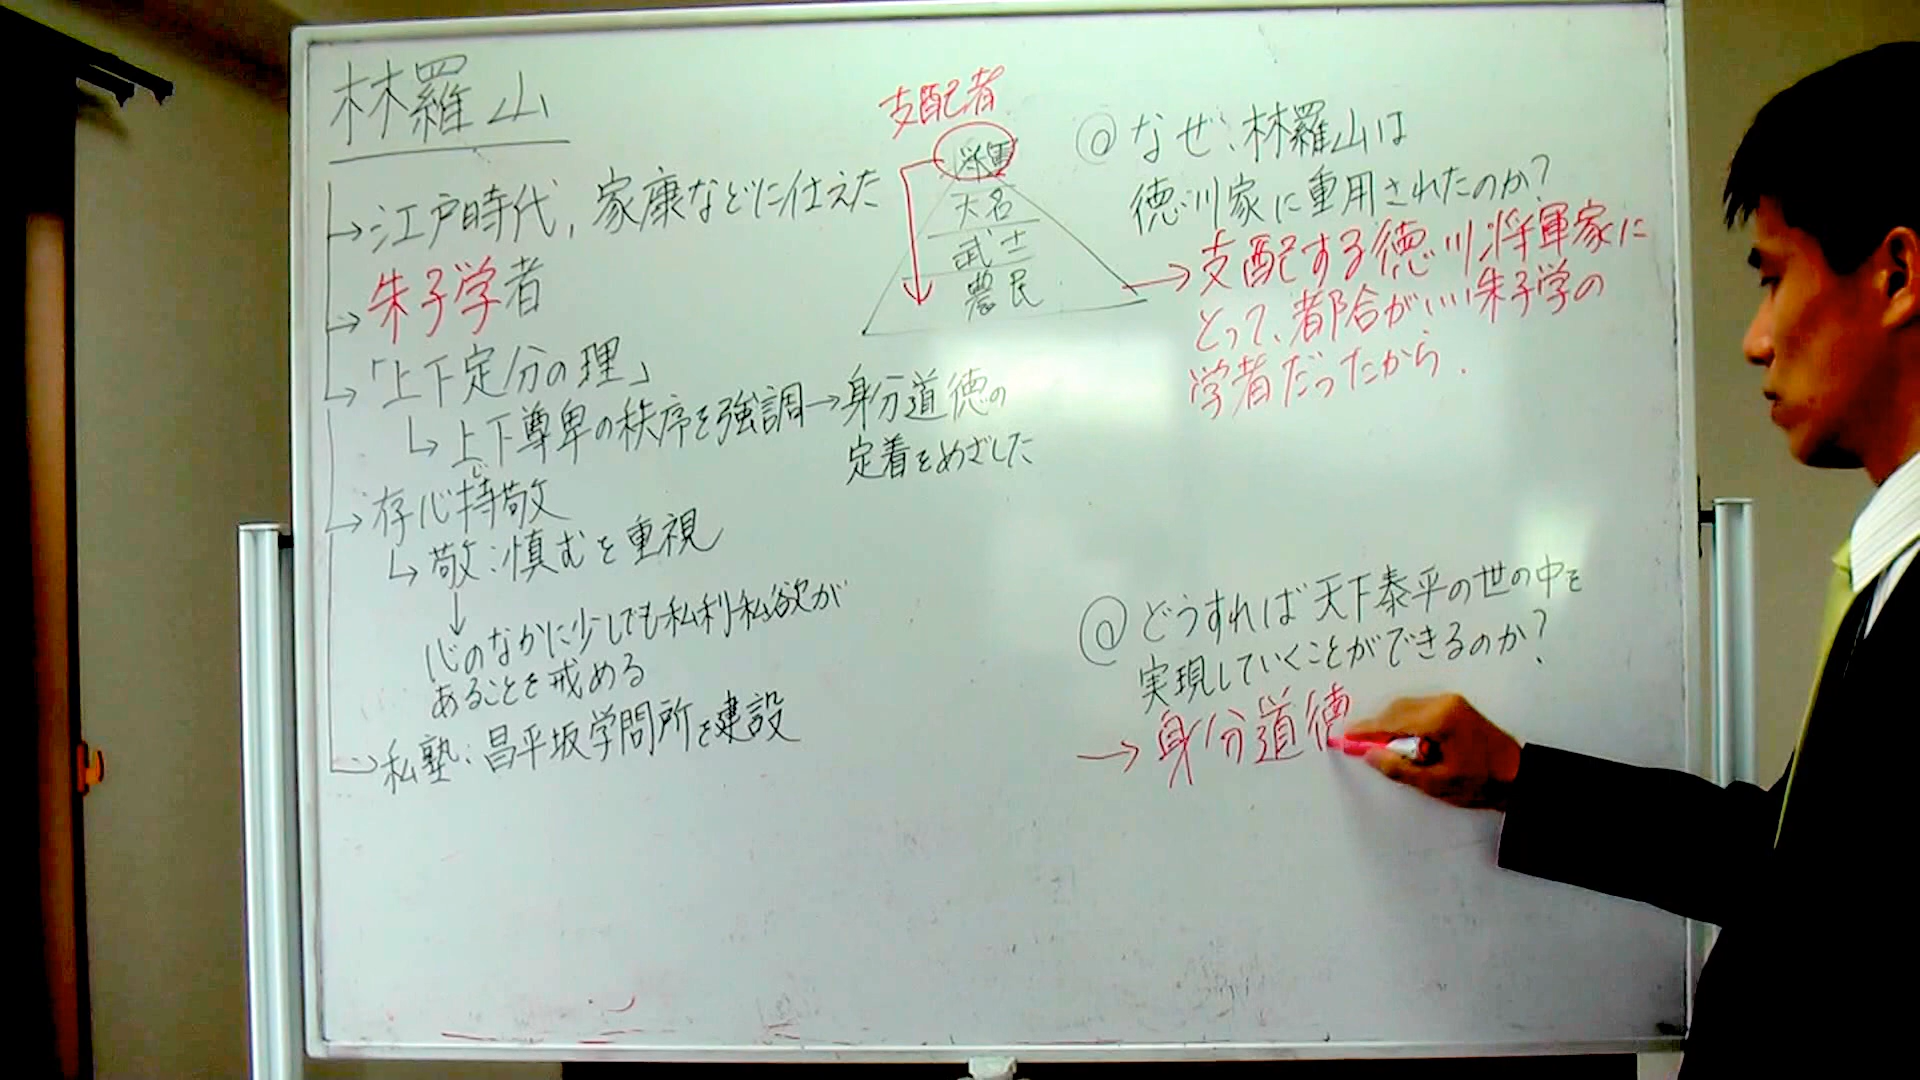 林羅山
→江戸時代，家康などに仕えた
→朱子学者
→「上下定分の理」
↳上下尊卑の秩序を強調→身分道徳の
定着をめざした
→存心持敬
↳敬：慎むを重視
↓
心のなかに少しでも私利私欲が
あることを戒める
→私塾：昌平坂学問所を建設
支配者
将軍
大名
武士
農民
@なぜ、林羅山は
徳川家に重用されたのか？
→支配する徳川将軍家に
とって、都合がいい朱子学の
学者だったから．
@どうすれば天下泰平の世の中を
実現していくことができるのか？
→身分道徳